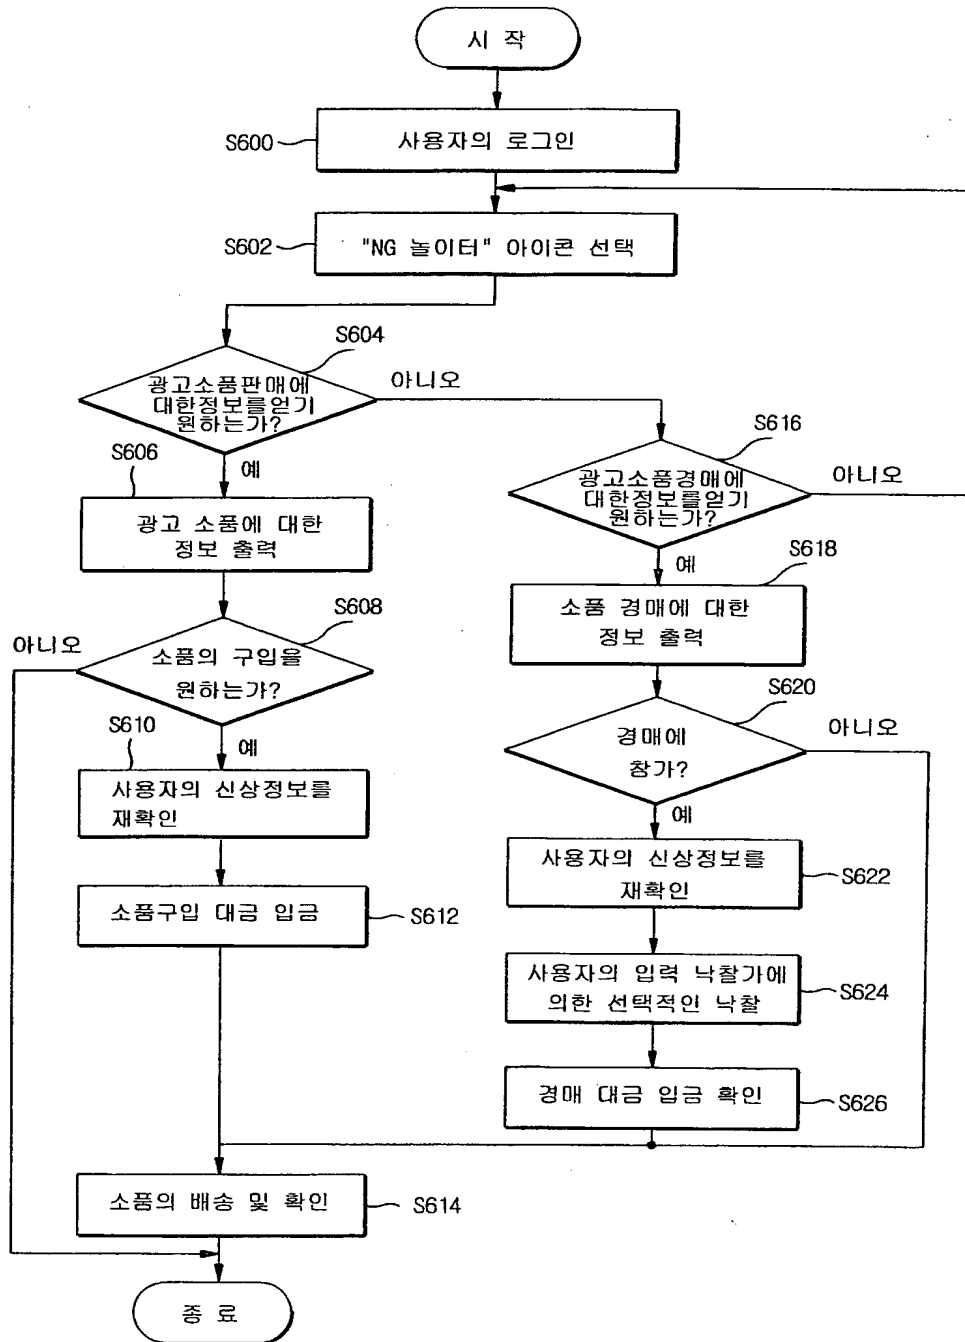 시 작
S600
사용자의 로그인
S602
"NG 놀이터" 아이콘 선택
S604
광고소품판매에
대한정보를얻기
원하는가?
아니오
예
S606
광고 소품에 대한
정보 출력
S608
소품의 구입을
원하는가?
아니오
예
S610
사용자의 신상정보를
재확인
소품구입 대금 입금
S612
S616
광고소품경매에
대한정보를얻기
원하는가?
아니오
예
S618
소품 경매에 대한
정보 출력
S620
경매에
참가?
아니오
예
사용자의 신상정보를
재확인
S622
사용자의 입력 낙찰가에
의한 선택적인 낙찰
S624
경매 대금 입금 확인
S626
소품의 배송 및 확인
S614
종 료